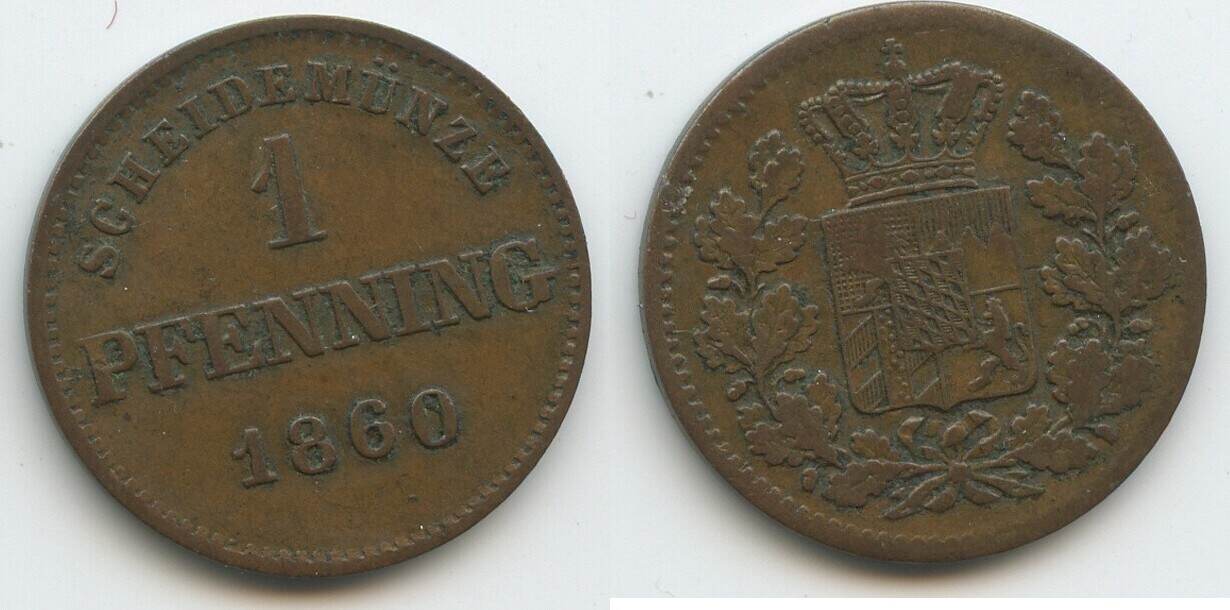 SCHEIDEMÜNZE
1
PFENNING
1860